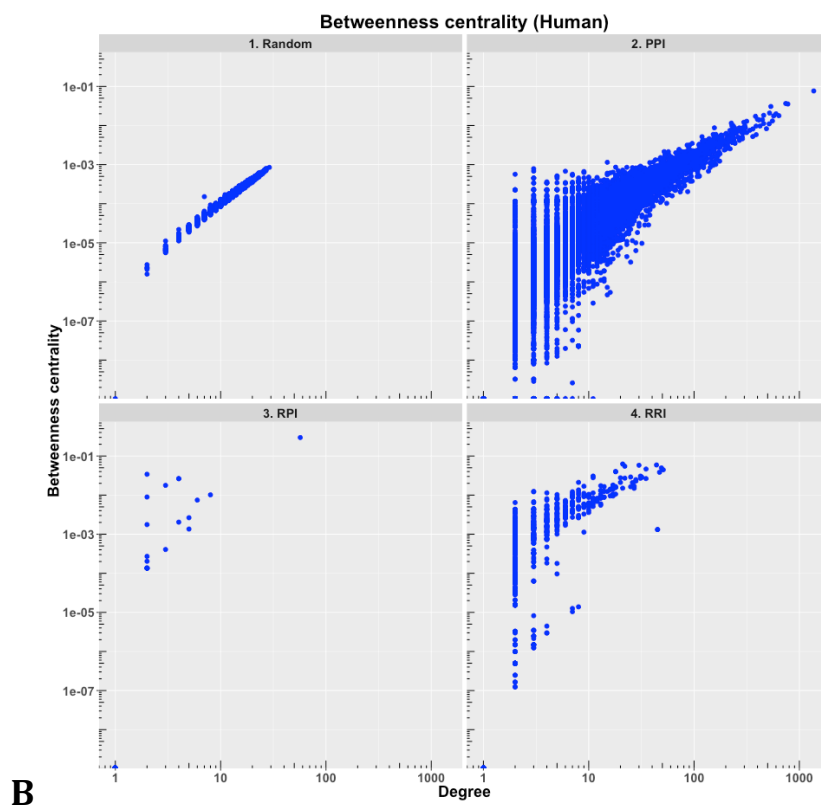 Betweenness centrality (Human)
1. Random
2. PPI
1e-01
1e-03
1e-05
1e-07
Betweenness centrality
3. RPI
4. RRI
1e-01
1e-03
1e-05
1e-07
1 10 100 1000
1 10 100 1000
Degree
B